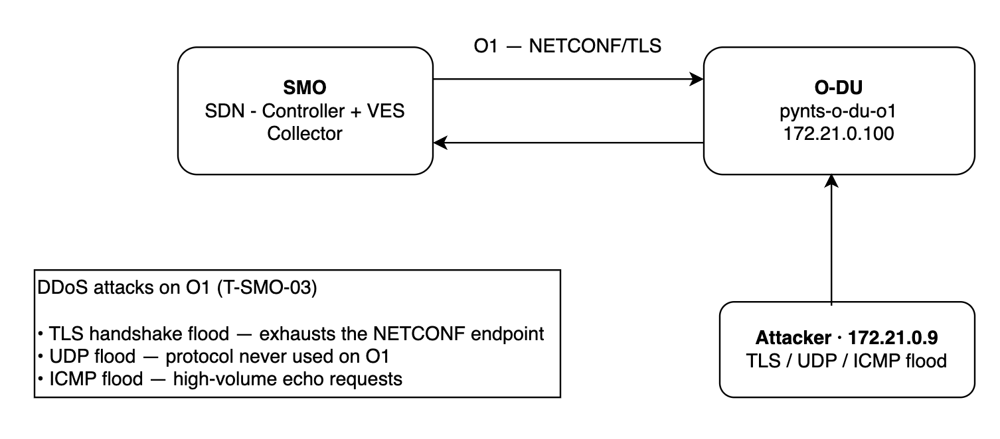 O1 — NETCONF/TLS
SMO
SDN - Controller + VES
Collector
O-DU
pynts-o-du-o1
172.21.0.100
DDoS attacks on O1 (T-SMO-03)
• TLS handshake flood — exhausts the NETCONF endpoint
• UDP flood — protocol never used on O1
• ICMP flood — high-volume echo requests
Attacker · 172.21.0.9
TLS / UDP / ICMP flood